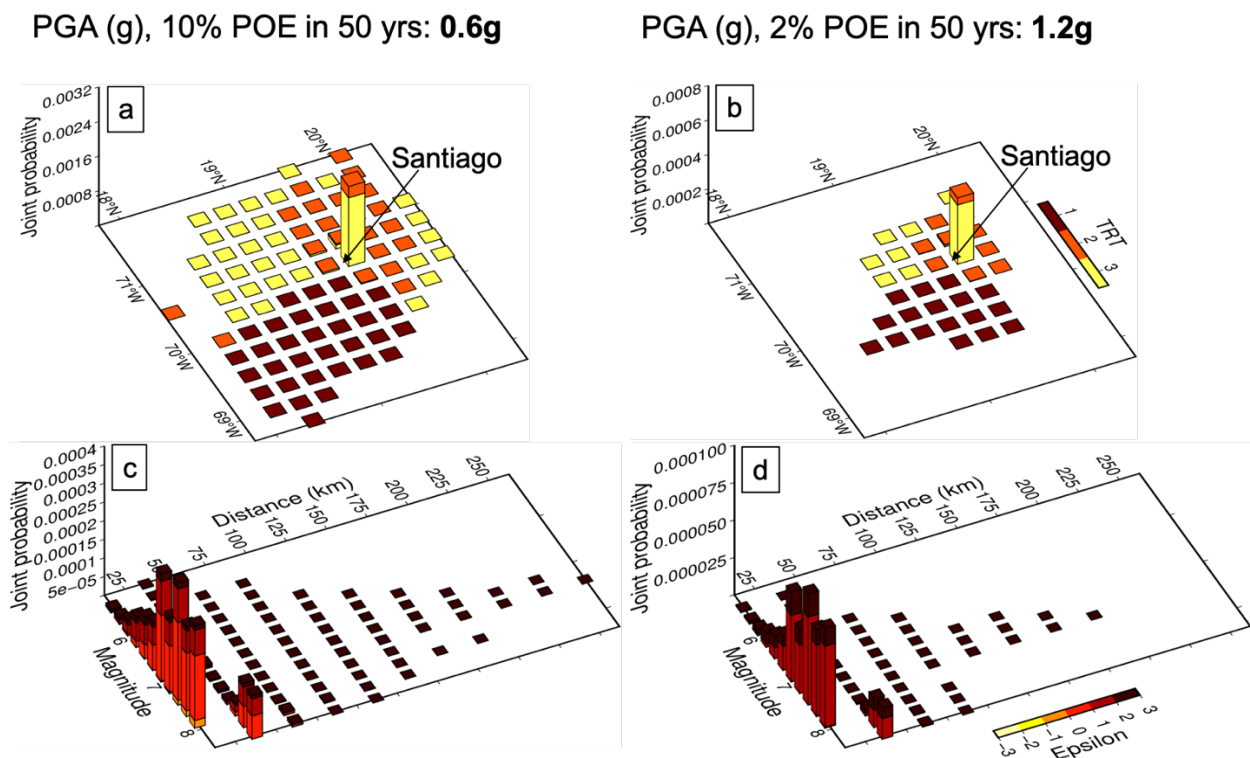 PGA (g), 10% POE in 50 yrs: 0.6g
PGA (g), 2% POE in 50 yrs: 1.2g
a
Joint probability
0.0032
0.0024
0.0016
0.0008
18°N
19°N
20°N
71°W
70°W
69°W
Santiago
b
Joint probability
0.0008
0.0006
0.0004
0.0002
18°N
19°N
20°N
71°W
70°W
69°W
Santiago
TRT
1
2
3
c
Joint probability
0.0004
0.00035
0.0003
0.00025
0.0002
0.00015
0.0001
5e-05
Distance (km)
25
50
75
100
125
150
175
200
225
250
Magnitude
6
7
8
d
Joint probability
0.000100
0.000075
0.000050
0.000025
Distance (km)
25
50
75
100
125
150
175
200
225
250
Magnitude
6
7
8
-3
-2
-1
0
1
2
3
Epsilon